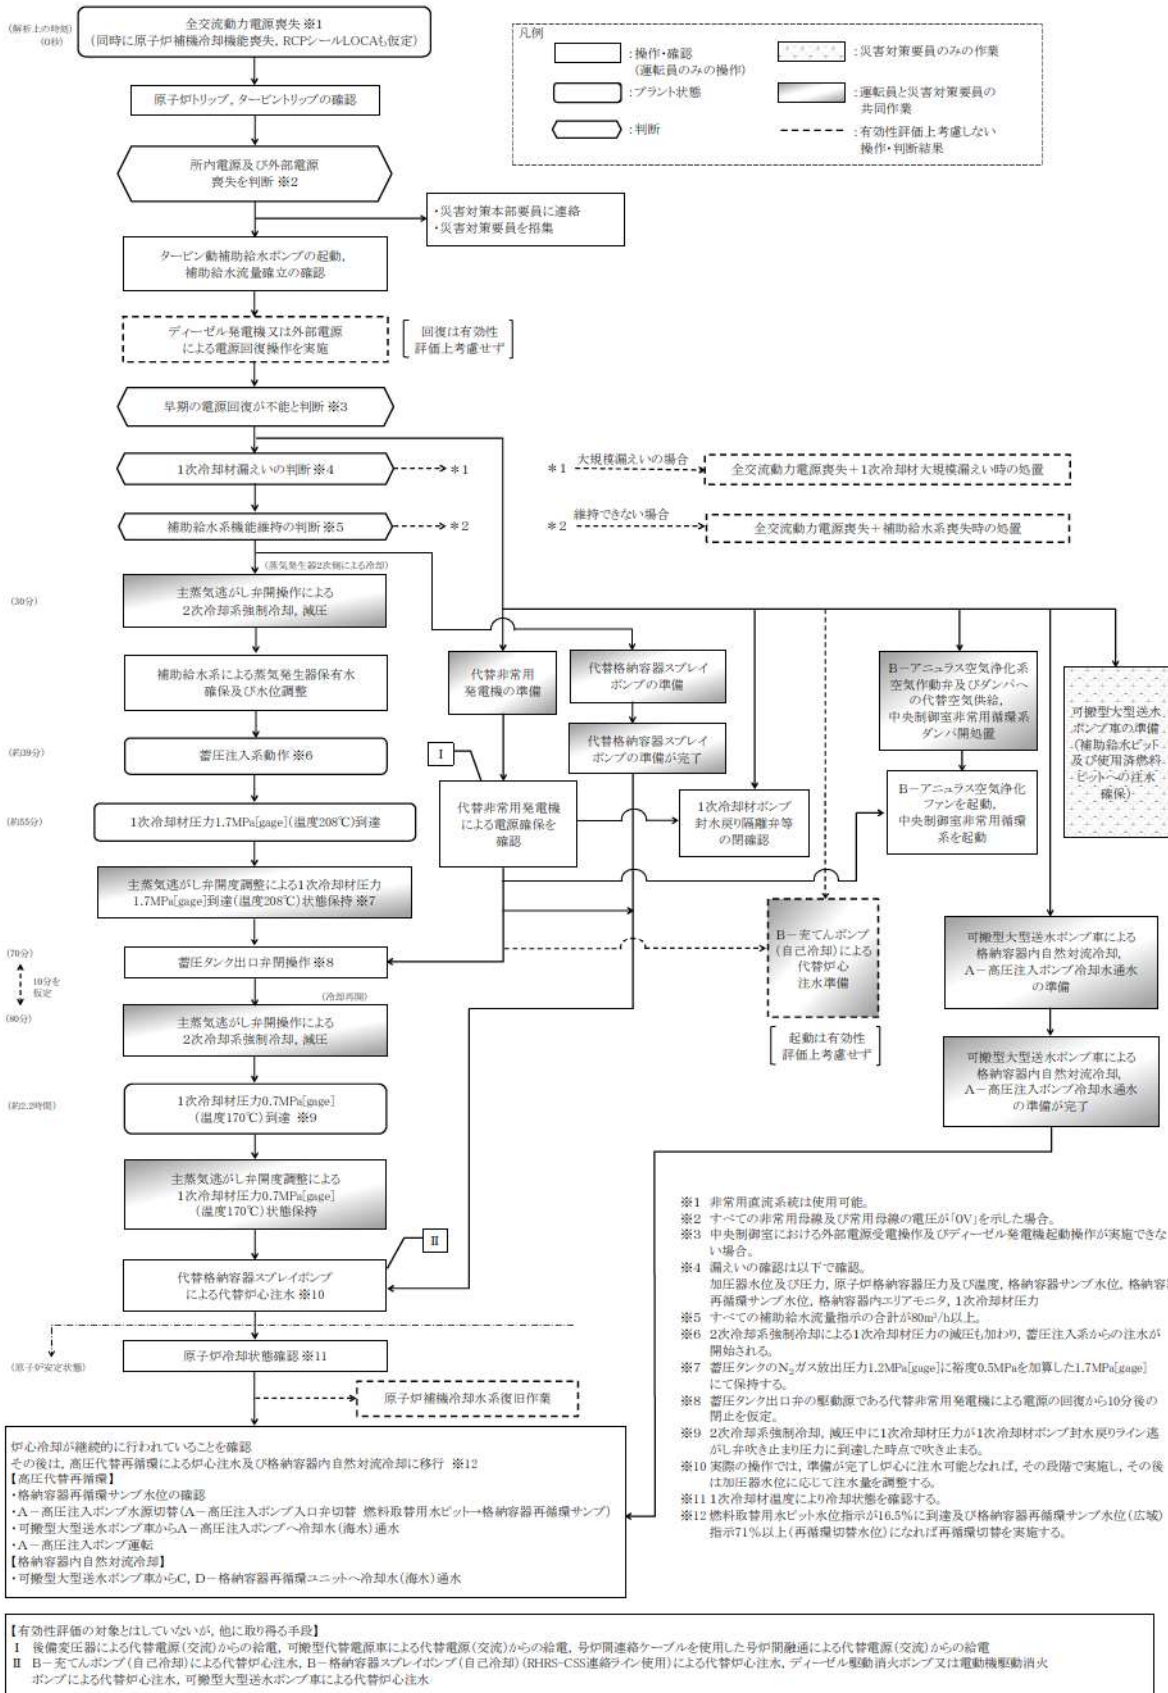 (解析上の時刻)
(0秒)
全交流動力電源喪失 ※1
(同時に原子炉補機冷却機能喪失, RCPシールLOCAも仮定)
原子炉トリップ, タービントリップの確認
所内電源及び外部電源
喪失を判断 ※2
・災害対策本部要員に連絡
・災害対策要員を招集
タービン動補助給水ポンプの起動,
補助給水流量確立の確認
ディーゼル発電機又は外部電源
による電源回復操作を実施
回復は有効性
評価上考慮せず
早期の電源回復が不能と判断 ※3
凡例
:操作・確認
(運転員のみの操作)
:プラント状態
:判断
:災害対策要員のみの作業
:運転員と災害対策要員の
共同作業
:有効性評価上考慮しない
操作・判断結果
1次冷却材漏えいの判断 ※4
*1
*1
大規模漏えいの場合
全交流動力電源喪失+1次冷却材大規模漏えい時の処置
補助給水系機能維持の判断 ※5
*2
*2
維持できない場合
全交流動力電源喪失+補助給水系喪失時の処置
(蒸気発生器2次側による冷却)
(30分)
主蒸気逃がし弁開操作による
2次冷却系強制冷却, 減圧
補助給水系による蒸気発生器保有水
確保及び水位調整
(約39分)
蓄圧注入系動作 ※6
(約55分)
1次冷却材圧力1.7MPa[gage](温度208℃)到達
主蒸気逃がし弁開度調整による1次冷却材圧力
1.7MPa[gage]到達(温度208℃)状態保持 ※7
(70分)
蓄圧タンク出口弁閉操作 ※8
10分を
仮定
(冷却再開)
(80分)
主蒸気逃がし弁開操作による
2次冷却系強制冷却, 減圧
(約2.2時間)
1次冷却材圧力0.7MPa[gage]
(温度170℃)到達 ※9
主蒸気逃がし弁開度調整による
1次冷却材圧力0.7MPa[gage]
(温度170℃)状態保持
II
代替格納容器スプレイポンプ
による代替炉心注水 ※10
(原子炉安定状態)
原子炉冷却状態確認 ※11
原子炉補機冷却水系復旧作業
代替非常用
発電機の準備
I
代替非常用発電機
による電源確保を
確認
代替格納容器スプレイ
ポンプの準備
代替格納容器スプレイ
ポンプの準備が完了
1次冷却材ポンプ
封水戻り隔離弁等
の閉確認
B-アニュラス空気浄化系
空気作動弁及びダンパへ
の代替空気供給,
中央制御室非常用循環系
ダンパ開処置
B-アニュラス空気浄化
ファンを起動,
中央制御室非常用循環
系を起動
可搬型大型送水
ポンプ車の準備
(補助給水ピット
及び使用済燃料
ピットへの注水
確保)
B-充てんポンプ
(自己冷却)による
代替炉心
注水準備
起動は有効性
評価上考慮せず
可搬型大型送水ポンプ車による
格納容器内自然対流冷却,
A-高圧注入ポンプ冷却水通水
の準備
可搬型大型送水ポンプ車による
格納容器内自然対流冷却,
A-高圧注入ポンプ冷却水通水
の準備が完了
※1 非常用直流系統は使用可能。
※2 すべての非常用母線及び常用母線の電圧が「0V」を示した場合。
※3 中央制御室における外部電源受電操作及びディーゼル発電機起動操作が実施できな
い場合。
※4 漏えいの確認は以下で確認。
加圧器水位及び圧力, 原子炉格納容器圧力及び温度, 格納容器サンプ水位, 格納容器
再循環サンプ水位, 格納容器内エリアモニタ, 1次冷却材圧力
※5 すべての補助給水流量指示の合計が80m³/h以上。
※6 2次冷却系強制冷却による1次冷却材圧力の減圧も加わり, 蓄圧注入系からの注水が
開始される。
※7 蓄圧タンクのN₂ガス放出圧力1.2MPa[gage]に裕度0.5MPaを加算した1.7MPa[gage]
にて保持する。
※8 蓄圧タンク出口弁の駆動源である代替非常用発電機による電源の回復から10分後の
閉止を仮定。
※9 2次冷却系強制冷却, 減圧中に1次冷却材圧力が1次冷却材ポンプ封水戻りライン逃
がし弁吹き止まり圧力に到達した時点で吹き止まる。
※10 実際の操作では, 準備が完了し炉心に注水可能となれば, その段階で実施し, その後
は加圧器水位に応じて注水量を調整する。
※11 1次冷却材温度により冷却状態を確認する。
※12 燃料取替用水ピット水位指示が16.5%に到達及び格納容器再循環サンプ水位(広域)
指示71%以上(再循環切替水位)になれば再循環切替を実施する。
炉心冷却が継続的に行われていることを確認
その後は, 高圧代替再循環による炉心注水及び格納容器内自然対流冷却に移行 ※12
【高圧代替再循環】
・格納容器再循環サンプ水位の確認
・A-高圧注入ポンプ水源切替(A-高圧注入ポンプ入口弁切替 燃料取替用水ピット→格納容器再循環サンプ)
・可搬型大型送水ポンプ車からA-高圧注入ポンプへ冷却水(海水)通水
・A-高圧注入ポンプ運転
【格納容器内自然対流冷却】
・可搬型大型送水ポンプ車からC, D-格納容器再循環ユニットへ冷却水(海水)通水
【有効性評価の対象とはしていないが, 他に取り得る手段】
I 後備変圧器による代替電源(交流)からの給電, 可搬型代替電源車による代替電源(交流)からの給電, 号炉間連絡ケーブルを使用した号炉間融通による代替電源(交流)からの給電
II B-充てんポンプ(自己冷却)による代替炉心注水, B-格納容器スプレイポンプ(自己冷却)(RHRS-CSS連絡ライン使用)による代替炉心注水, ディーゼル駆動消火ポンプ又は電動機駆動消火
ポンプによる代替炉心注水, 可搬型大型送水ポンプ車による代替炉心注水